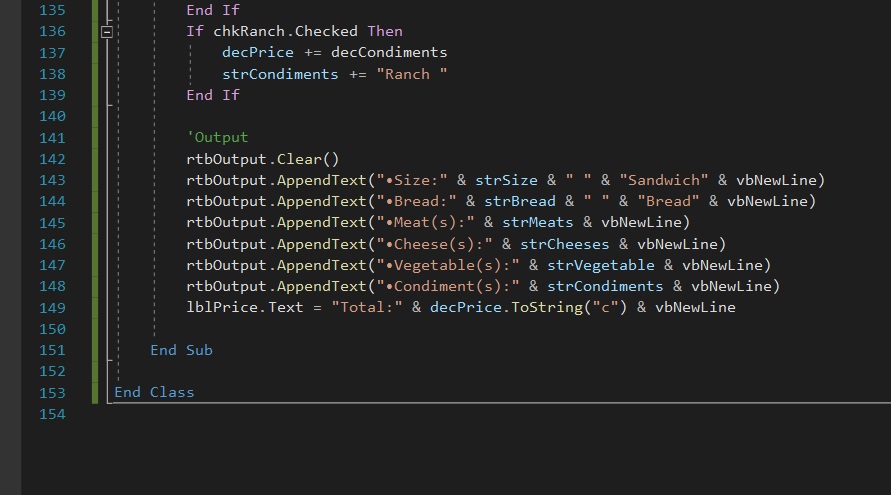 135 End If
136 If chkRanch.Checked Then
137 decPrice += decCondiments
138 strCondiments += "Ranch "
139 End If
140
141 'Output
142 rtbOutput.Clear()
143 rtbOutput.AppendText("•Size:" & strSize & " " & "Sandwich" & vbNewLine)
144 rtbOutput.AppendText("•Bread:" & strBread & " " & "Bread" & vbNewLine)
145 rtbOutput.AppendText("•Meat(s):" & strMeats & vbNewLine)
146 rtbOutput.AppendText("•Cheese(s):" & strCheeses & vbNewLine)
147 rtbOutput.AppendText("•Vegetable(s):" & strVegetable & vbNewLine)
148 rtbOutput.AppendText("•Condiment(s):" & strCondiments & vbNewLine)
149 lblPrice.Text = "Total:" & decPrice.ToString("c") & vbNewLine
150
151 End Sub
152
153 End Class
154